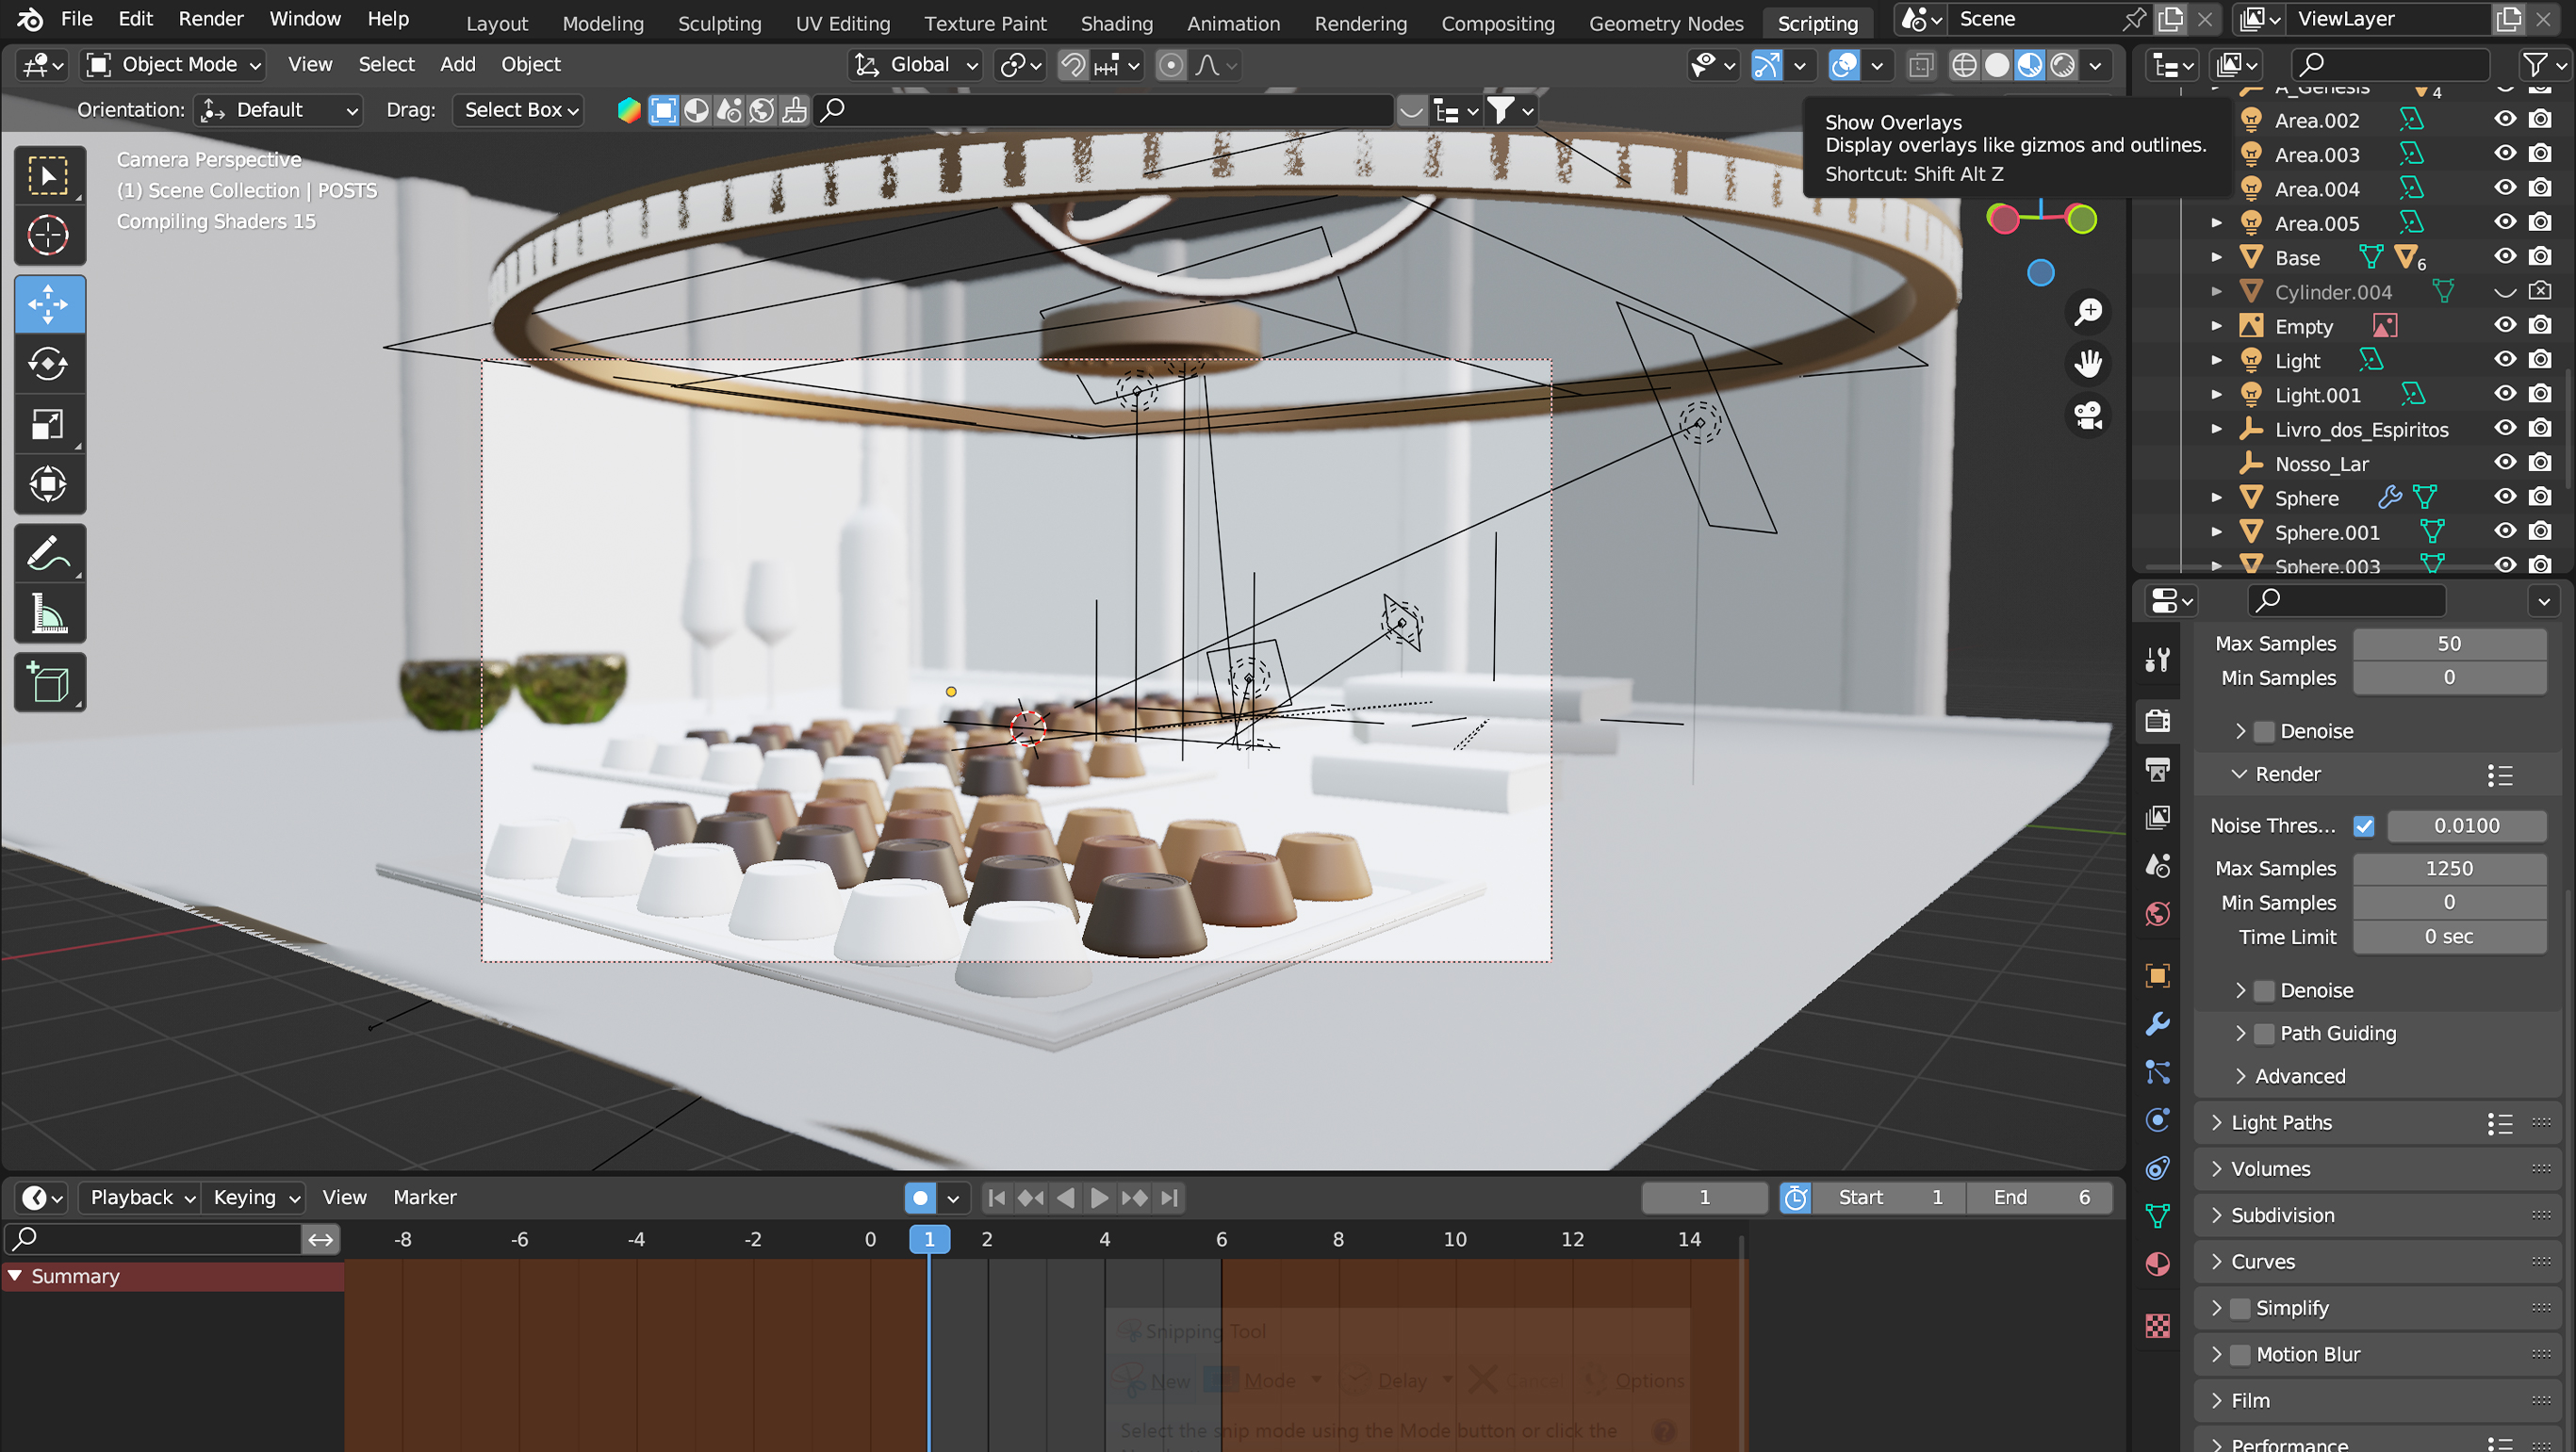 File Edit Render Window Help Layout Modeling Sculpting UV Editing Texture Paint Shading Animation Rendering Compositing Geometry Nodes Scripting Scene ViewLayer
Object Mode View Select Add Object Global
Orientation: Default Drag: Select Box
Camera Perspective
(1) Scene Collection | POSTS
Compiling Shaders 15
Show Overlays
Display overlays like gizmos and outlines.
Shortcut: Shift Alt Z
A_Genesis 4
Area.002
Area.003
Area.004
Area.005
Base 6
Cylinder.004
Empty
Light
Light.001
Livro_dos_Espiritos
Nosso_Lar
Sphere
Sphere.001
Sphere.003
Max Samples 50
Min Samples 0
Denoise
Render
Noise Thres... 0.0100
Max Samples 1250
Min Samples 0
Time Limit 0 sec
Denoise
Path Guiding
Advanced
Light Paths
Volumes
Subdivision
Curves
Simplify
Motion Blur
Film
Performance
Playback Keying View Marker 1 Start 1 End 6
-8 -6 -4 -2 0 1 2 4 6 8 10 12 14
Summary
Snipping Tool
New Mode Delay Cancel Options
Select the snip mode using the Mode button or click the